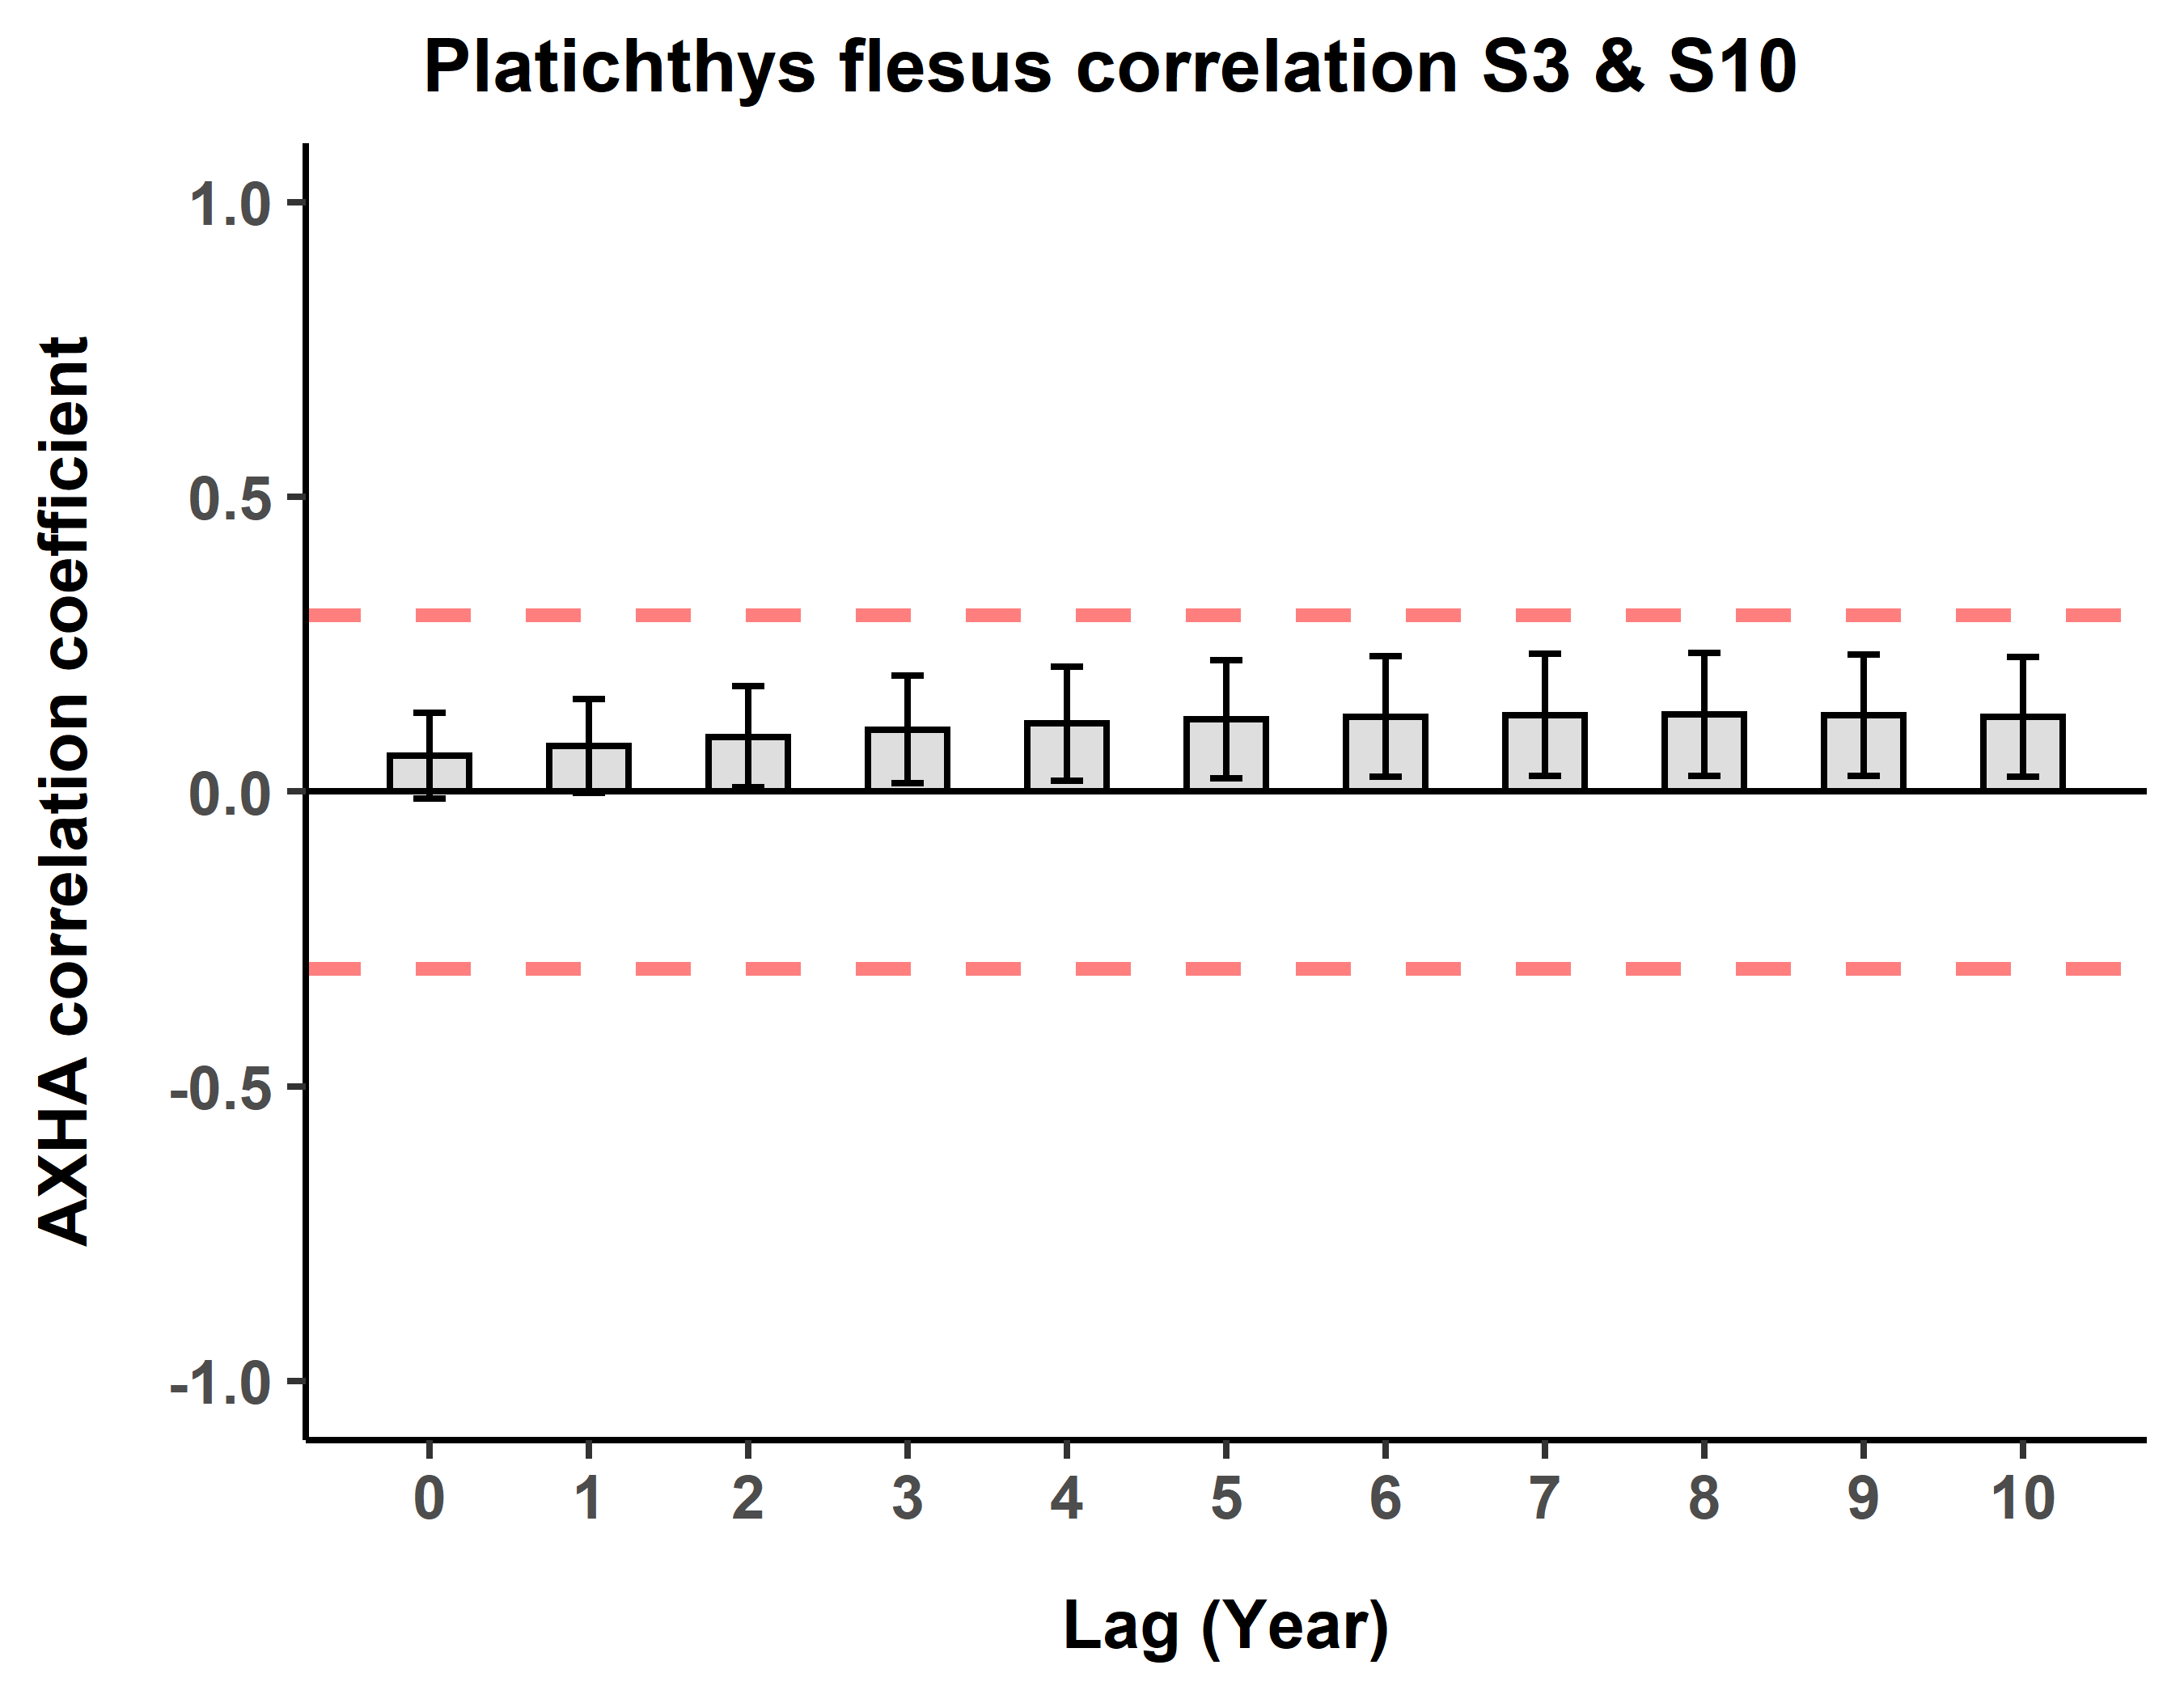 Platichthys flesus correlation S3 & S10
AXHA correlation coefficient
1.0
0.5
0.0
-0.5
-1.0
0 1 2 3 4 5 6 7 8 9 10
Lag (Year)